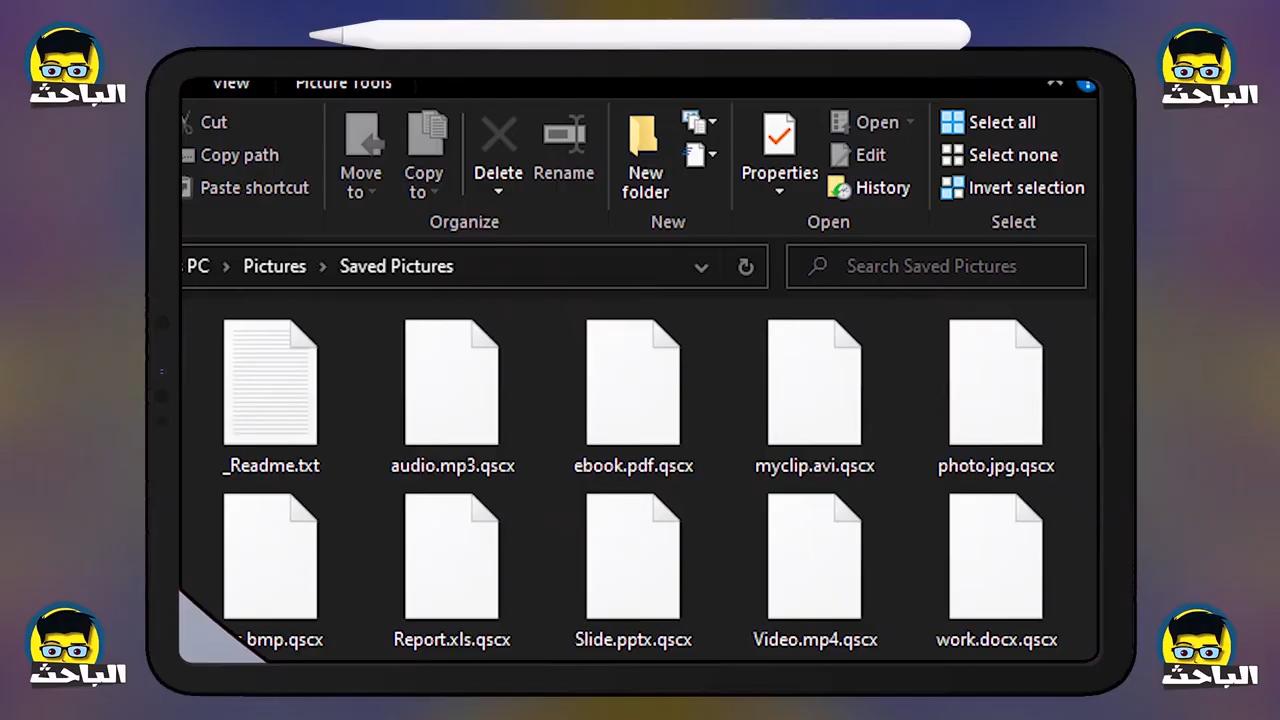 الباحث
الباحث
View Picture Tools
Cut
Copy path
Paste shortcut
Move to
Copy to
Delete
Rename
New folder
Properties
Open
Edit
History
Select all
Select none
Invert selection
Organize New Open Select
PC > Pictures > Saved Pictures
Search Saved Pictures
_Readme.txt audio.mp3.qscx ebook.pdf.qscx myclip.avi.qscx photo.jpg.qscx
bmp.qscx Report.xls.qscx Slide.pptx.qscx Video.mp4.qscx work.docx.qscx
الباحث
الباحث